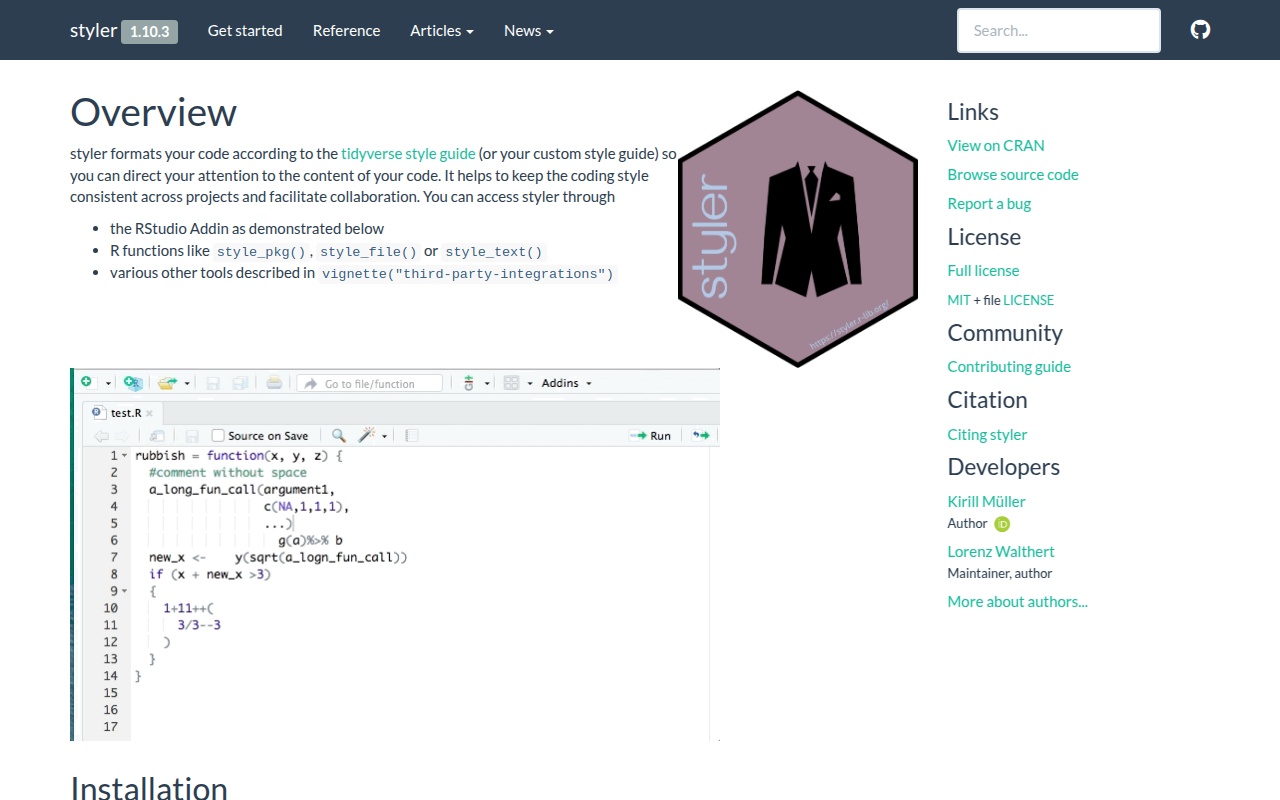 styler 1.10.3 Get started Reference Articles News Search...
Overview
styler formats your code according to the tidyverse style guide (or your custom style guide) so
you can direct your attention to the content of your code. It helps to keep the coding style
consistent across projects and facilitate collaboration. You can access styler through
the RStudio Addin as demonstrated below
R functions like style_pkg(), style_file() or style_text()
various other tools described in vignette("third-party-integrations")
styler
https://styler.r-lib.org/
Go to file/function Addins
test.R
Source on Save Run
1 rubbish = function(x, y, z) {
2 #comment without space
3 a_long_fun_call(argument1,
4 c(NA,1,1,1),
5 ...)
6 g(a)%>% b
7 new_x <- y(sqrt(a_logn_fun_call))
8 if (x + new_x >3)
9 {
10 1+11++(
11 3/3--3
12 )
13 }
14 }
15
16
17
Installation
Links
View on CRAN
Browse source code
Report a bug
License
Full license
MIT + file LICENSE
Community
Contributing guide
Citation
Citing styler
Developers
Kirill Müller
Author iD
Lorenz Walthert
Maintainer, author
More about authors...